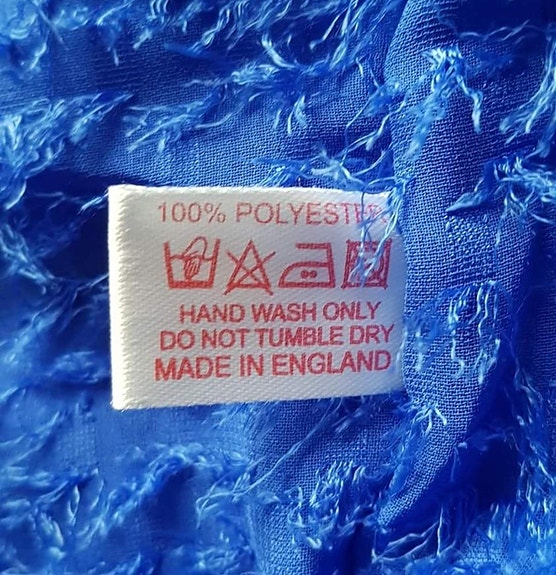 100% POLYESTER
HAND WASH ONLY
DO NOT TUMBLE DRY
MADE IN ENGLAND